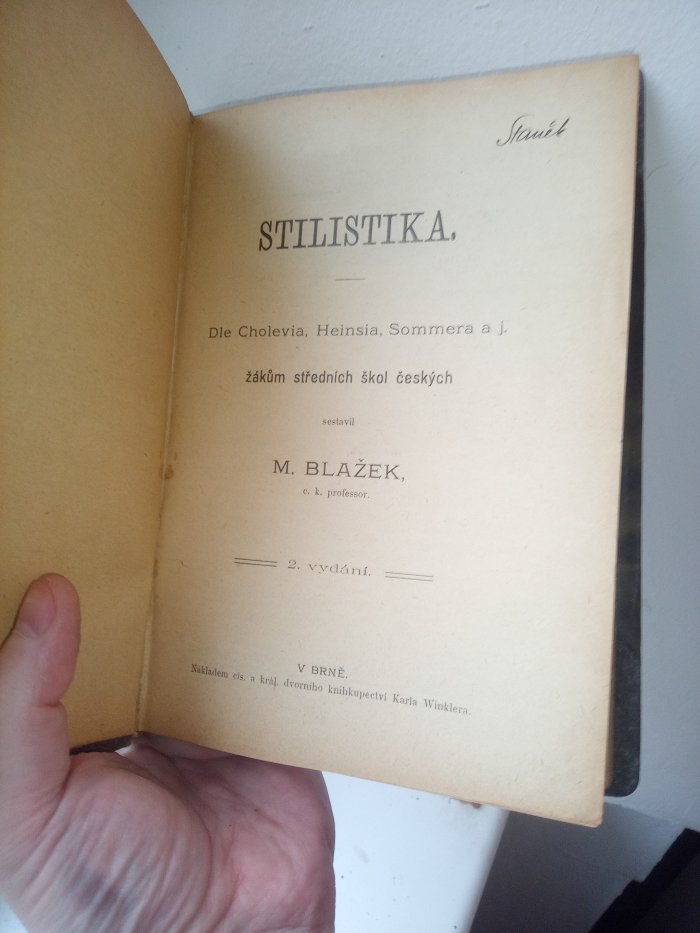 Staněk
STILISTIKA.
Dle Cholevia, Heinsia, Sommera a j.
žákům středních škol českých
sestavil
M. BLAŽEK,
c. k. professor.
2. vydání.
V BRNĚ.
Nákladem cís. a král. dvorního knihkupectví Karla Winklera.